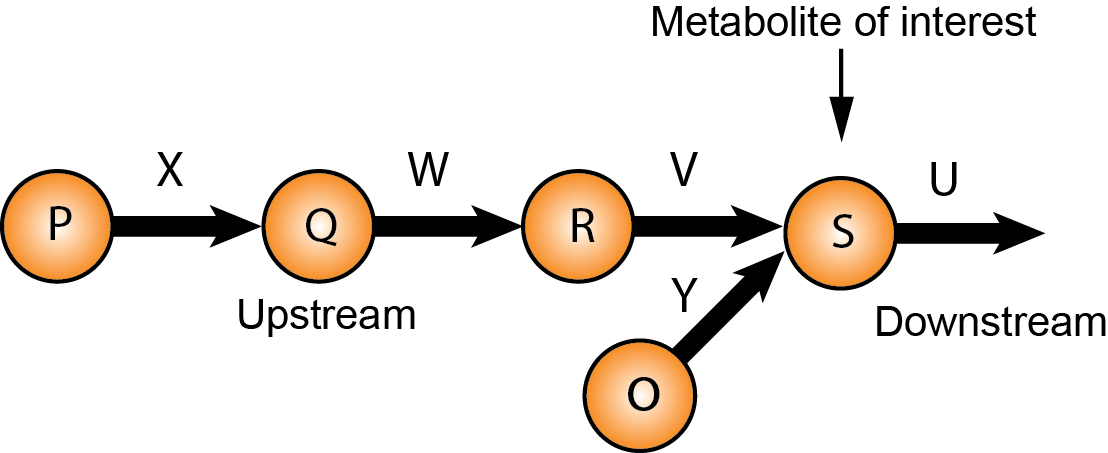 Metabolite of interest
X W V U
P Q R S
Y
Upstream Downstream
O